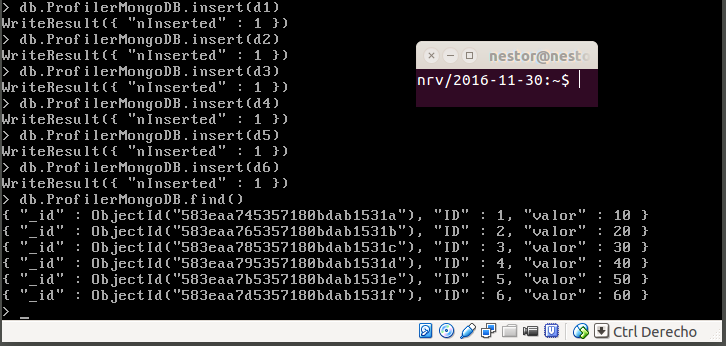 > db.ProfilerMongoDB.insert(d1)
WriteResult({ "nInserted" : 1 })
> db.ProfilerMongoDB.insert(d2)
WriteResult({ "nInserted" : 1 })
> db.ProfilerMongoDB.insert(d3)
WriteResult({ "nInserted" : 1 })
> db.ProfilerMongoDB.insert(d4)
WriteResult({ "nInserted" : 1 })
> db.ProfilerMongoDB.insert(d5)
WriteResult({ "nInserted" : 1 })
> db.ProfilerMongoDB.insert(d6)
WriteResult({ "nInserted" : 1 })
> db.ProfilerMongoDB.find()
{ "_id" : ObjectId("583eaa745357180bdab1531a"), "ID" : 1, "valor" : 10 }
{ "_id" : ObjectId("583eaa765357180bdab1531b"), "ID" : 2, "valor" : 20 }
{ "_id" : ObjectId("583eaa785357180bdab1531c"), "ID" : 3, "valor" : 30 }
{ "_id" : ObjectId("583eaa795357180bdab1531d"), "ID" : 4, "valor" : 40 }
{ "_id" : ObjectId("583eaa7b5357180bdab1531e"), "ID" : 5, "valor" : 50 }
{ "_id" : ObjectId("583eaa7d5357180bdab1531f"), "ID" : 6, "valor" : 60 }
> _
nestor@nesto
nrv/2016-11-30:~$
Ctrl Derecho